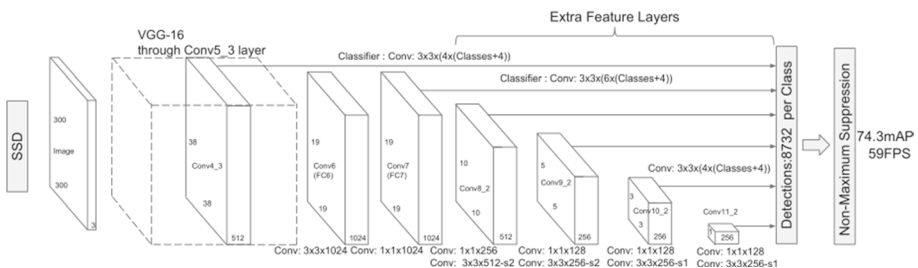 Extra Feature Layers
VGG-16
through Conv5_3 layer
Classifier : Conv: 3x3x(4x(Classes+4))
Classifier : Conv: 3x3x(6x(Classes+4))
SSD
300
Image
300
3
38
Conv4_3
38
512
19
Conv6
(FC6)
19
1024
19
Conv7
(FC7)
19
1024
10
Conv8_2
10
512
5
Conv9_2
5
256
Conv: 3x3x(4x(Classes+4))
3
Conv10_2
3
256
Conv11_2
1
256
Detections:8732 per Class
Non-Maximum Suppression
74.3mAP
59FPS
Conv: 3x3x1024
Conv: 1x1x1024
Conv: 1x1x256
Conv: 3x3x512-s2
Conv: 1x1x128
Conv: 3x3x256-s2
Conv: 1x1x128
Conv: 3x3x256-s1
Conv: 1x1x128
Conv: 3x3x256-s1